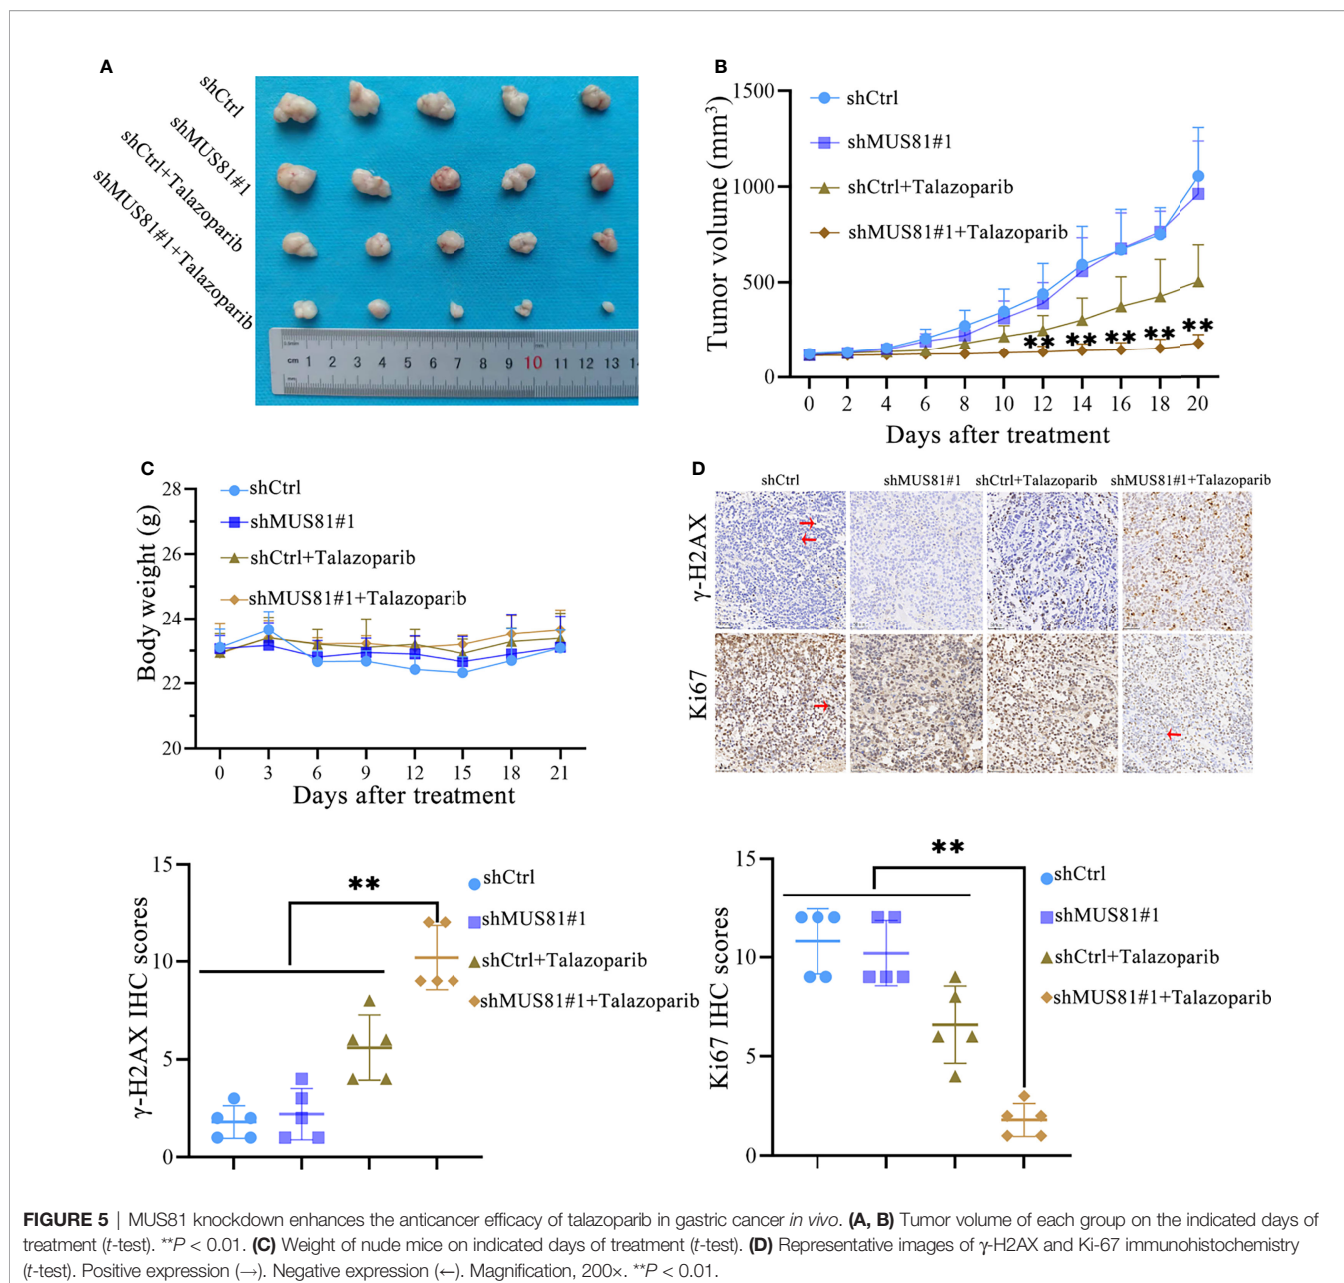 A
shCtrl
shMUS81#1
shCtrl+Talazoparib
shMUS81#1+Talazoparib
cm 1 2 3 4 5 6 7 8 9 10 11 12 13 14
B
Tumor volume (mm³)
1500
1000
500
0
shCtrl
shMUS81#1
shCtrl+Talazoparib
shMUS81#1+Talazoparib
** ** ** ** **
0 2 4 6 8 10 12 14 16 18 20
Days after treatment
C
Body weight (g)
28
26
24
22
20
shCtrl
shMUS81#1
shCtrl+Talazoparib
shMUS81#1+Talazoparib
0 3 6 9 12 15 18 21
Days after treatment
D
shCtrl shMUS81#1 shCtrl+Talazoparib shMUS81#1+Talazoparib
γ-H2AX
→
←
Ki67
→
←
γ-H2AX IHC scores
15
10
5
0
**
shCtrl
shMUS81#1
shCtrl+Talazoparib
shMUS81#1+Talazoparib
Ki67 IHC scores
15
10
5
0
**
shCtrl
shMUS81#1
shCtrl+Talazoparib
shMUS81#1+Talazoparib
FIGURE 5 | MUS81 knockdown enhances the anticancer efficacy of talazoparib in gastric cancer in vivo. (A, B) Tumor volume of each group on the indicated days of
treatment (t-test). **P < 0.01. (C) Weight of nude mice on indicated days of treatment (t-test). (D) Representative images of γ-H2AX and Ki-67 immunohistochemistry
(t-test). Positive expression (→). Negative expression (←). Magnification, 200×. **P < 0.01.